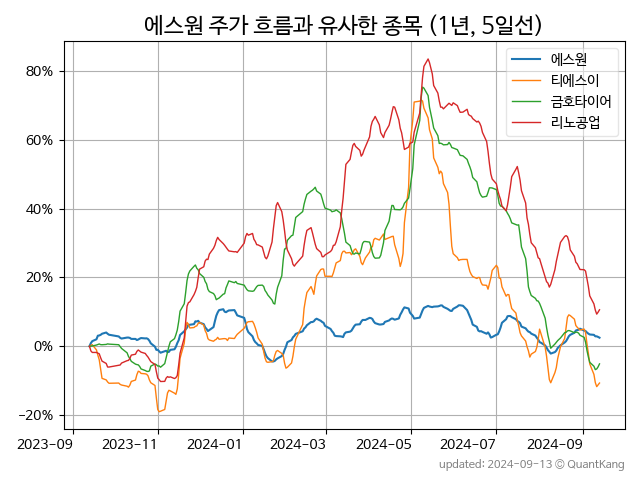 에스원 주가 흐름과 유사한 종목 (1년, 5일선)
에스원
티에스이
금호타이어
리노공업
80%
60%
40%
20%
0%
−20%
2023-09
2023-11
2024-01
2024-03
2024-05
2024-07
2024-09
updated: 2024-09-13 © QuantKang